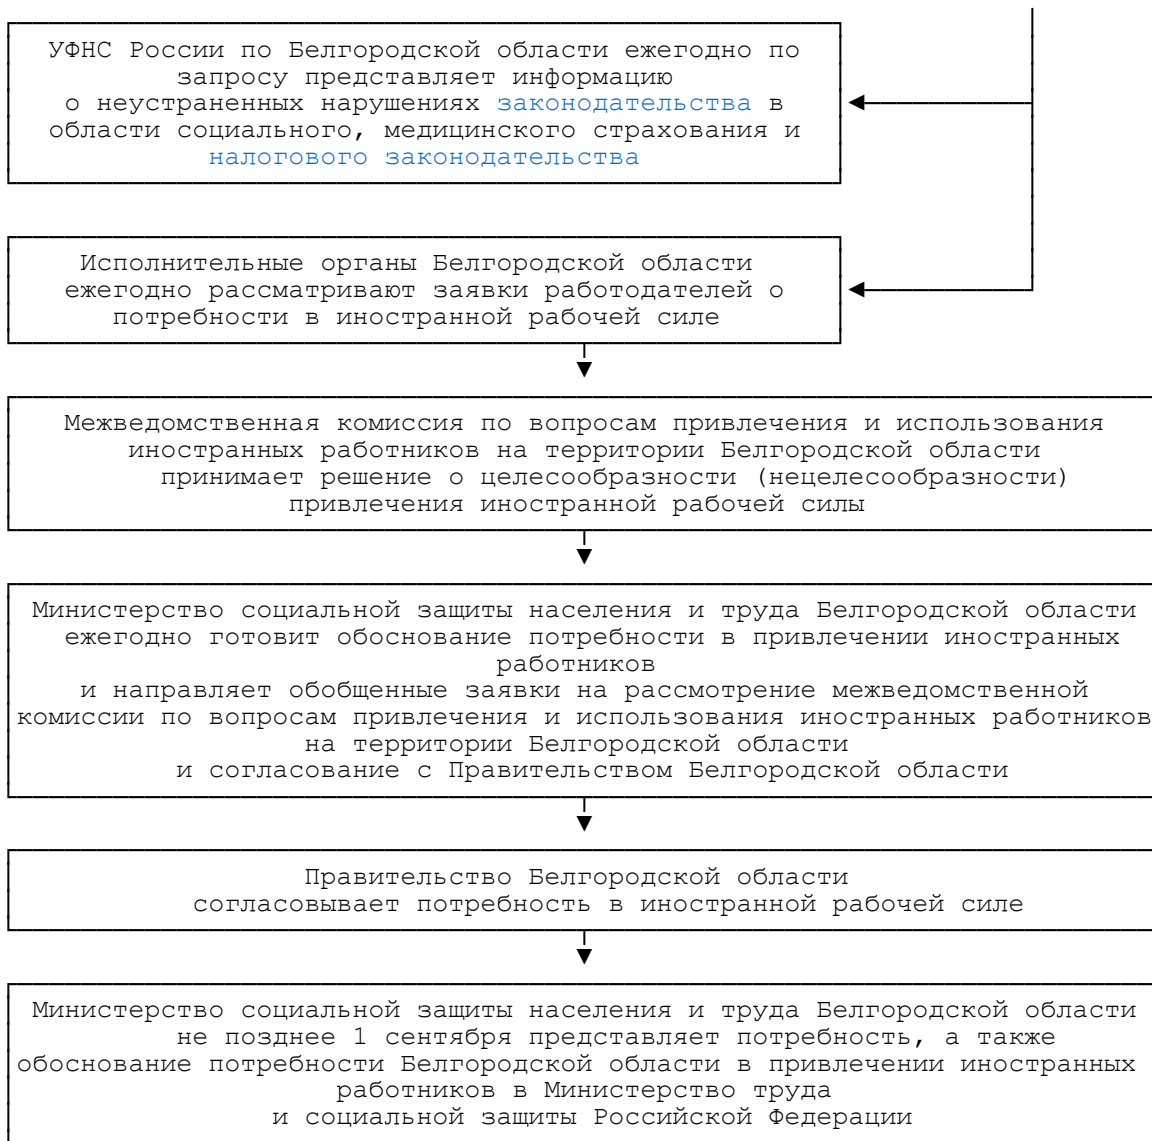 УФНС России по Белгородской области ежегодно по
запросу представляет информацию
о неустраненных нарушениях законодательства в
области социального, медицинского страхования и
налогового законодательства
Исполнительные органы Белгородской области
ежегодно рассматривают заявки работодателей о
потребности в иностранной рабочей силе
Межведомственная комиссия по вопросам привлечения и использования
иностранных работников на территории Белгородской области
принимает решение о целесообразности (нецелесообразности)
привлечения иностранной рабочей силы
Министерство социальной защиты населения и труда Белгородской области
ежегодно готовит обоснование потребности в привлечении иностранных
работников
и направляет обобщенные заявки на рассмотрение межведомственной
комиссии по вопросам привлечения и использования иностранных работников
на территории Белгородской области
и согласование с Правительством Белгородской области
Правительство Белгородской области
согласовывает потребность в иностранной рабочей силе
Министерство социальной защиты населения и труда Белгородской области
не позднее 1 сентября представляет потребность, а также
обоснование потребности Белгородской области в привлечении иностранных
работников в Министерство труда
и социальной защиты Российской Федерации